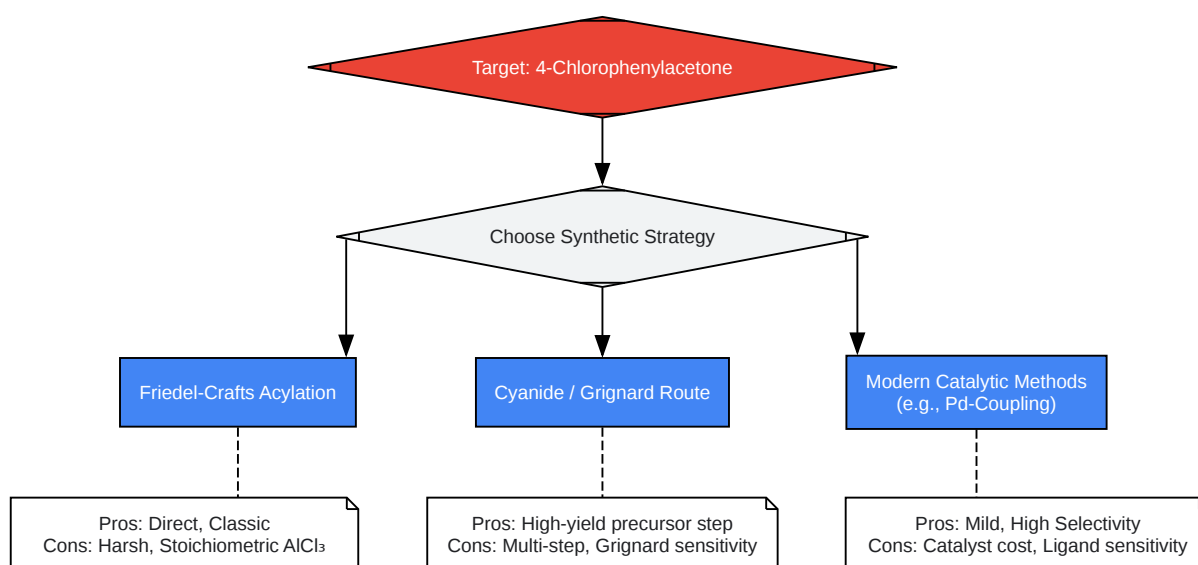 Target: 4-Chlorophenylacetone
Choose Synthetic Strategy
Friedel-Crafts Acylation
Cyanide / Grignard Route
Modern Catalytic Methods
(e.g., Pd-Coupling)
Pros: Direct, Classic
Cons: Harsh, Stoichiometric AlCl₃
Pros: High-yield precursor step
Cons: Multi-step, Grignard sensitivity
Pros: Mild, High Selectivity
Cons: Catalyst cost, Ligand sensitivity